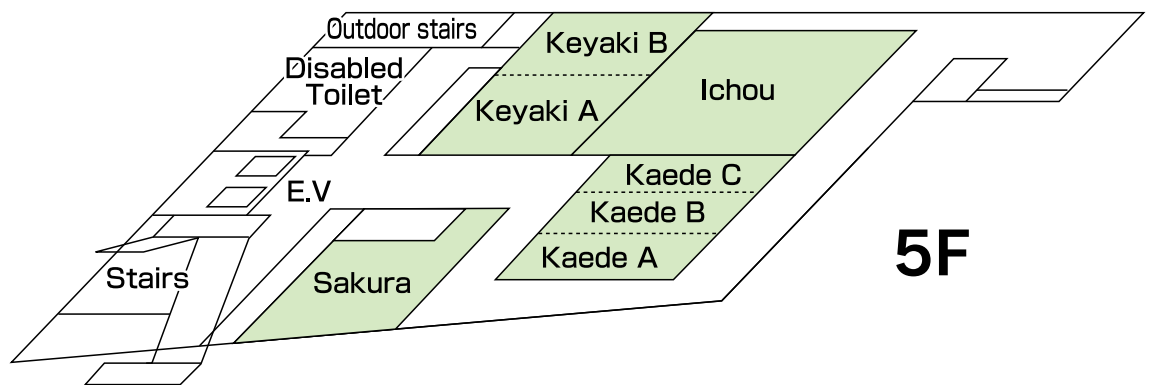 Outdoor stairs
Disabled
Toilet
Keyaki B
Keyaki A
Ichou
E.V
Kaede C
Kaede B
Kaede A
Stairs
Sakura
5F